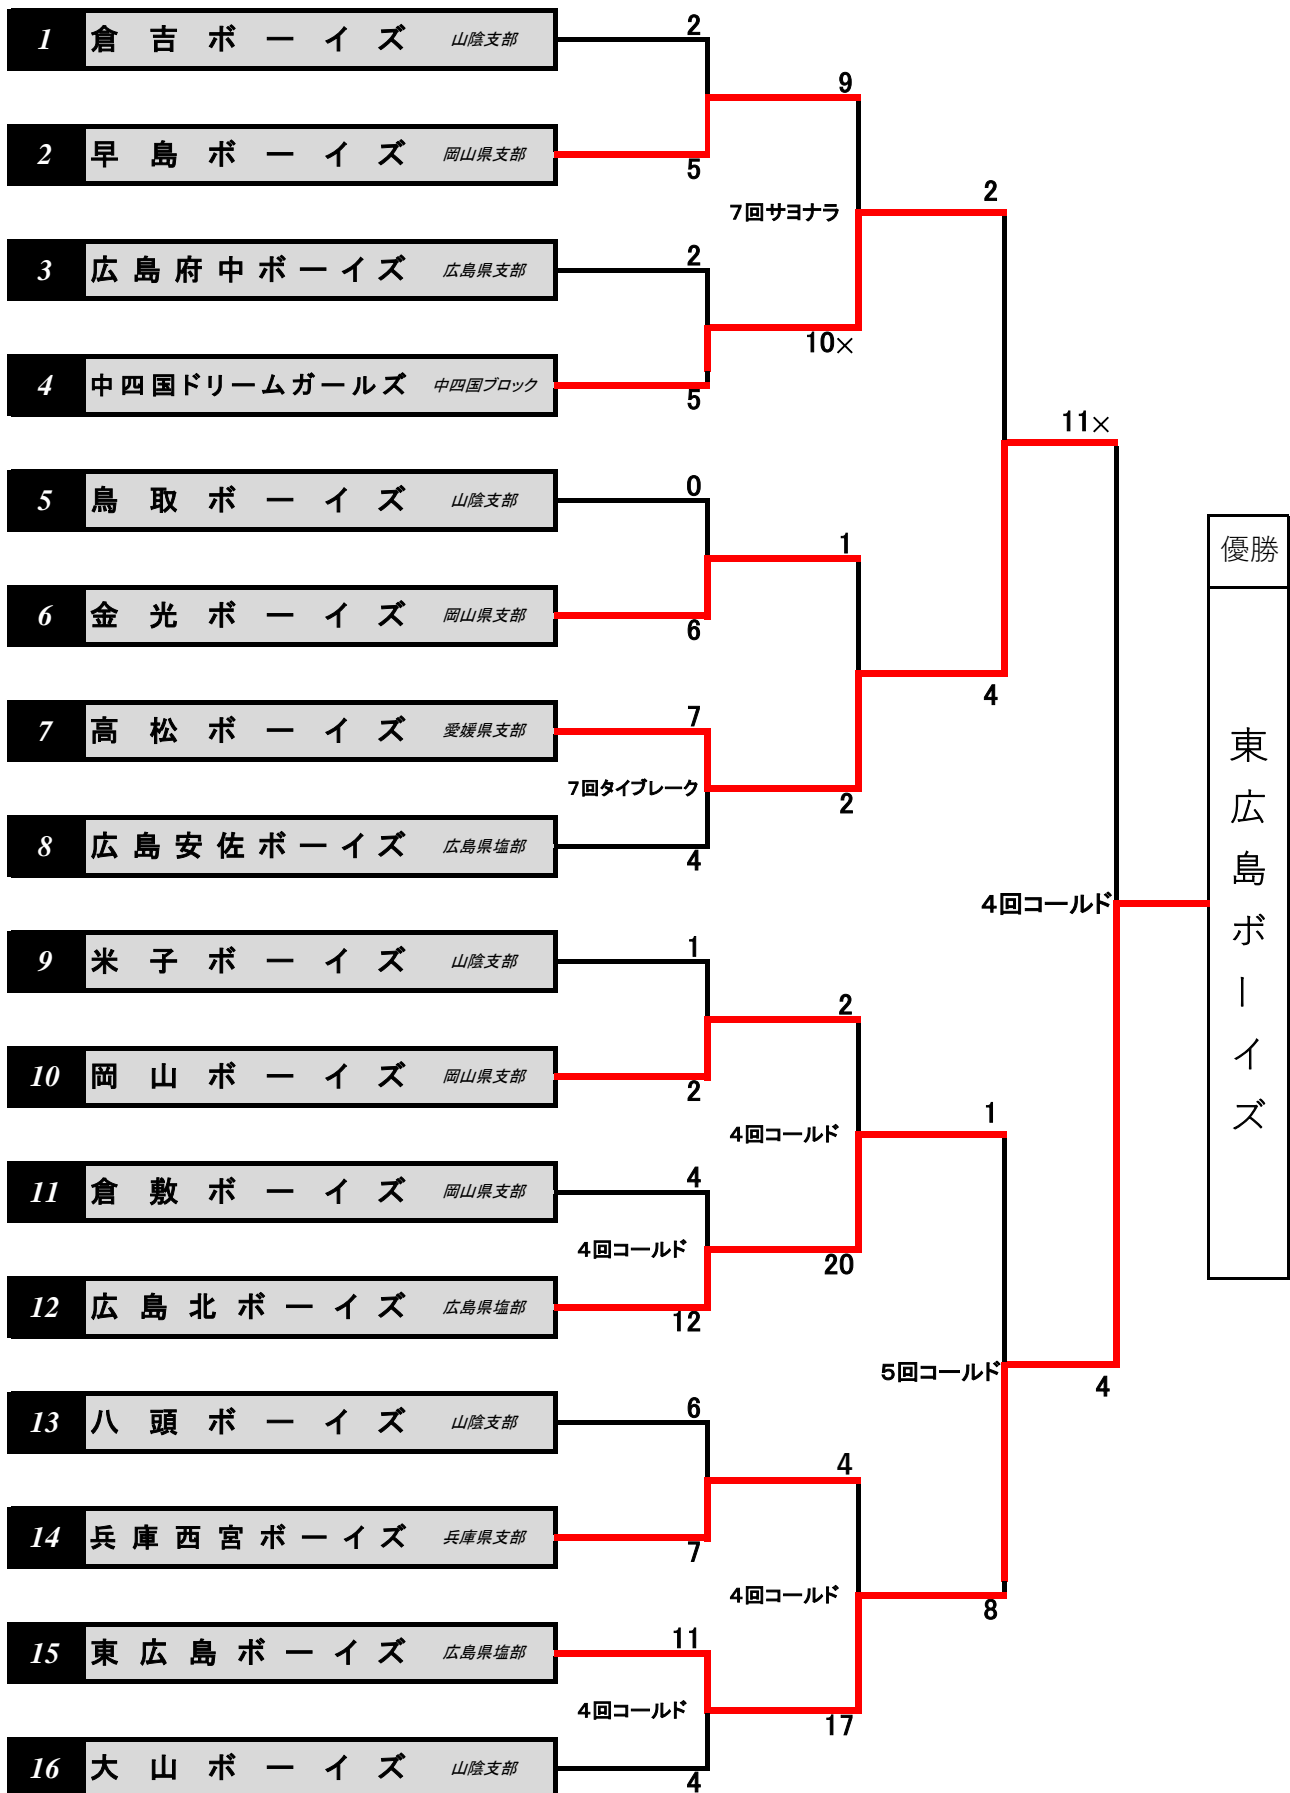 1 倉吉ボーイズ 山陰支部
2
9
2 早島ボーイズ 岡山県支部
5
7回サヨナラ
2
3 広島府中ボーイズ 広島県支部
2
10×
4 中四国ドリームガールズ 中四国ブロック
5
11×
5 鳥取ボーイズ 山陰支部
0
1
6 金光ボーイズ 岡山県支部
6
4
7 高松ボーイズ 愛媛県支部
7
7回タイブレーク
2
8 広島安佐ボーイズ 広島県塩部
4
4回コールド
9 米子ボーイズ 山陰支部
1
2
10 岡山ボーイズ 岡山県支部
2
4回コールド
1
11 倉敷ボーイズ 岡山県支部
4
4回コールド
20
12 広島北ボーイズ 広島県塩部
12
5回コールド
4
13 八頭ボーイズ 山陰支部
6
4
14 兵庫西宮ボーイズ 兵庫県支部
7
4回コールド
8
15 東広島ボーイズ 広島県塩部
11
4回コールド
17
16 大山ボーイズ 山陰支部
4
優勝
東広島ボーイズ